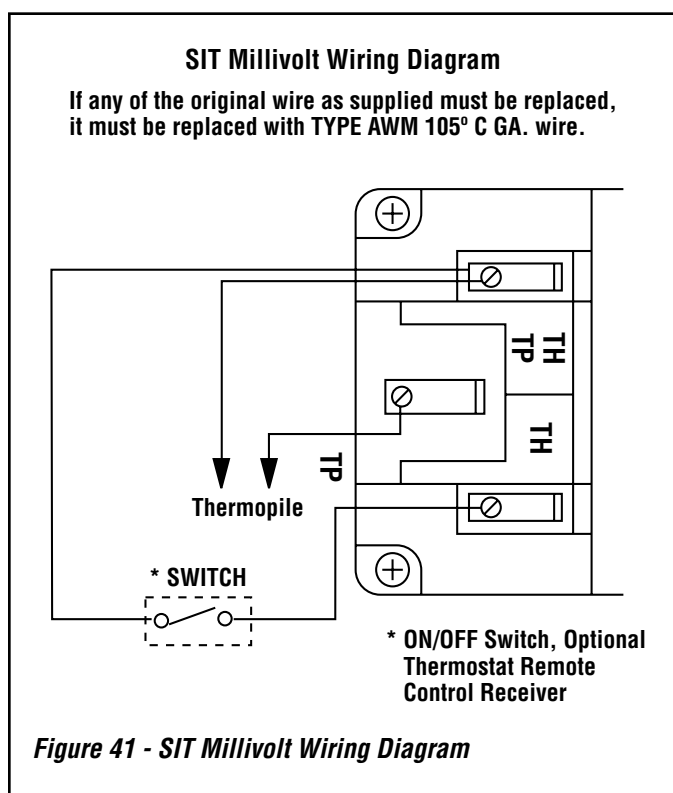 SIT Millivolt Wiring Diagram
If any of the original wire as supplied must be replaced,
it must be replaced with TYPE AWM 105º C GA. wire.
TH
TP
TH
TP
Thermopile
* SWITCH
* ON/OFF Switch, Optional
Thermostat Remote
Control Receiver
Figure 41 - SIT Millivolt Wiring Diagram